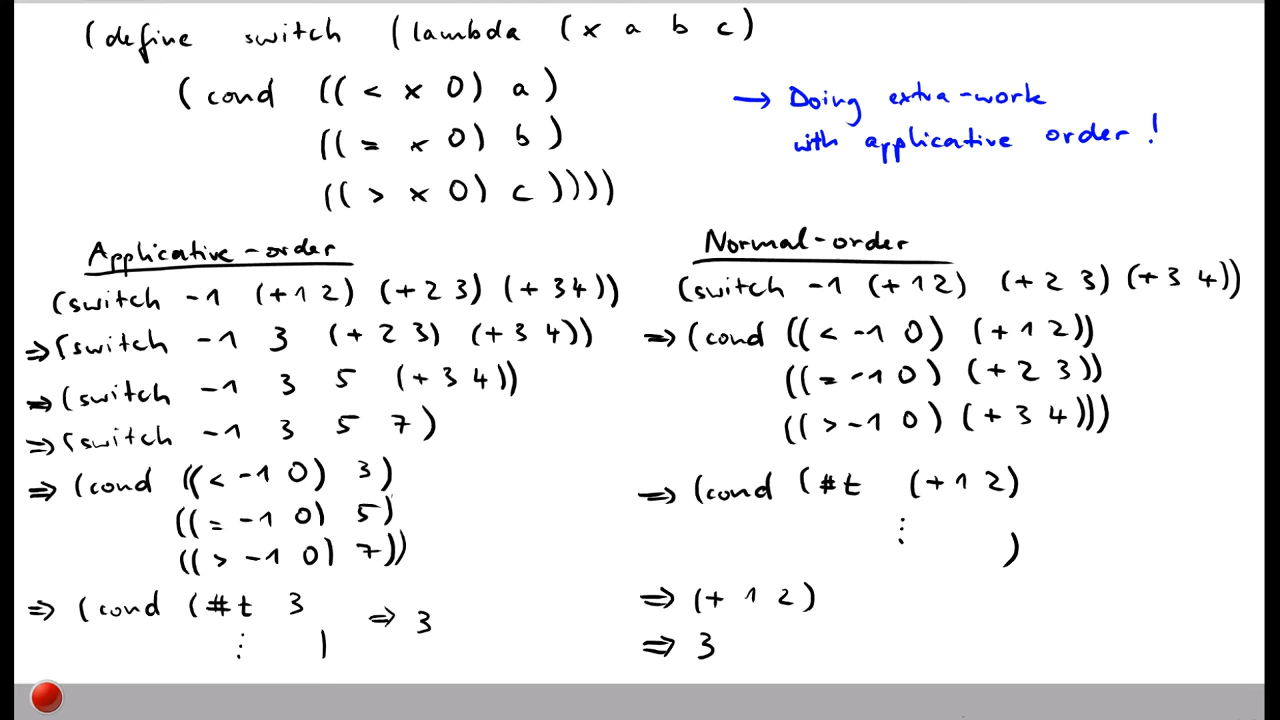 (define switch (lambda (x a b c)
(cond ((< x 0) a)
((= x 0) b)
((> x 0) c))))
→ Doing extra-work
with applicative order!
Applicative-order
(switch -1 (+ 1 2) (+ 2 3) (+ 3 4))
⇒ (switch -1 3 (+ 2 3) (+ 3 4))
⇒ (switch -1 3 5 (+ 3 4))
⇒ (switch -1 3 5 7)
⇒ (cond ((< -1 0) 3)
((= -1 0) 5)
((> -1 0) 7))
⇒ (cond (#t 3 ⇒ 3
⋮ )
Normal-order
(switch -1 (+ 1 2) (+ 2 3) (+ 3 4))
⇒ (cond ((< -1 0) (+ 1 2))
((= -1 0) (+ 2 3))
((> -1 0) (+ 3 4)))
⇒ (cond (#t (+ 1 2)
⋮ )
⇒ (+ 1 2)
⇒ 3